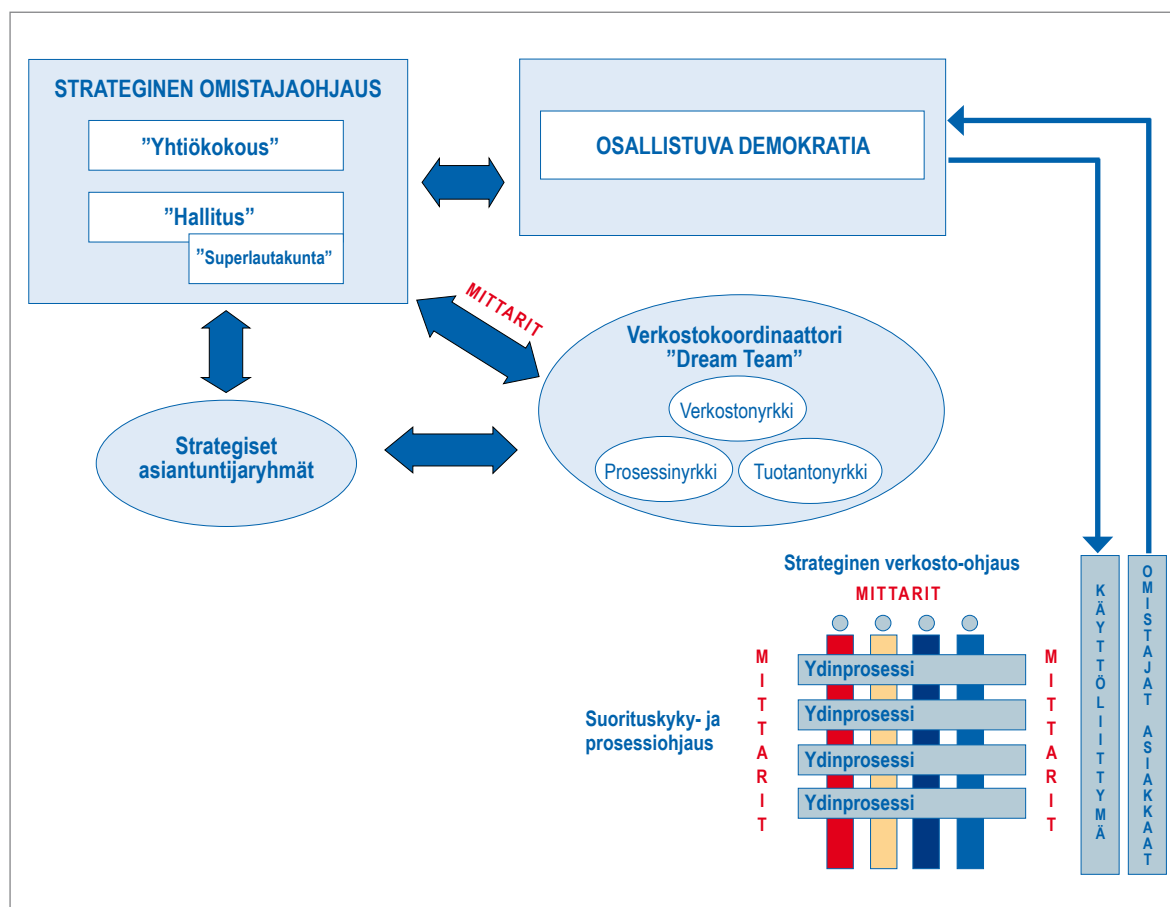 STRATEGINEN OMISTAJAOHJAUS
”Yhtiökokous”
”Hallitus”
”Superlautakunta”
OSALLISTUVA DEMOKRATIA
MITTARIT
Verkostokoordinaattori
”Dream Team”
Verkostonyrkki
Prosessinyrkki
Tuotantonyrkki
Strategiset
asiantuntijaryhmät
Strateginen verkosto-ohjaus
MITTARIT
MITTARIT
Suorituskyky- ja
prosessiohjaus
Ydinprosessi
Ydinprosessi
Ydinprosessi
Ydinprosessi
MITTARIT
KÄYTTÖLIITTYMÄ
OMISTAJAT ASIAKKAAT